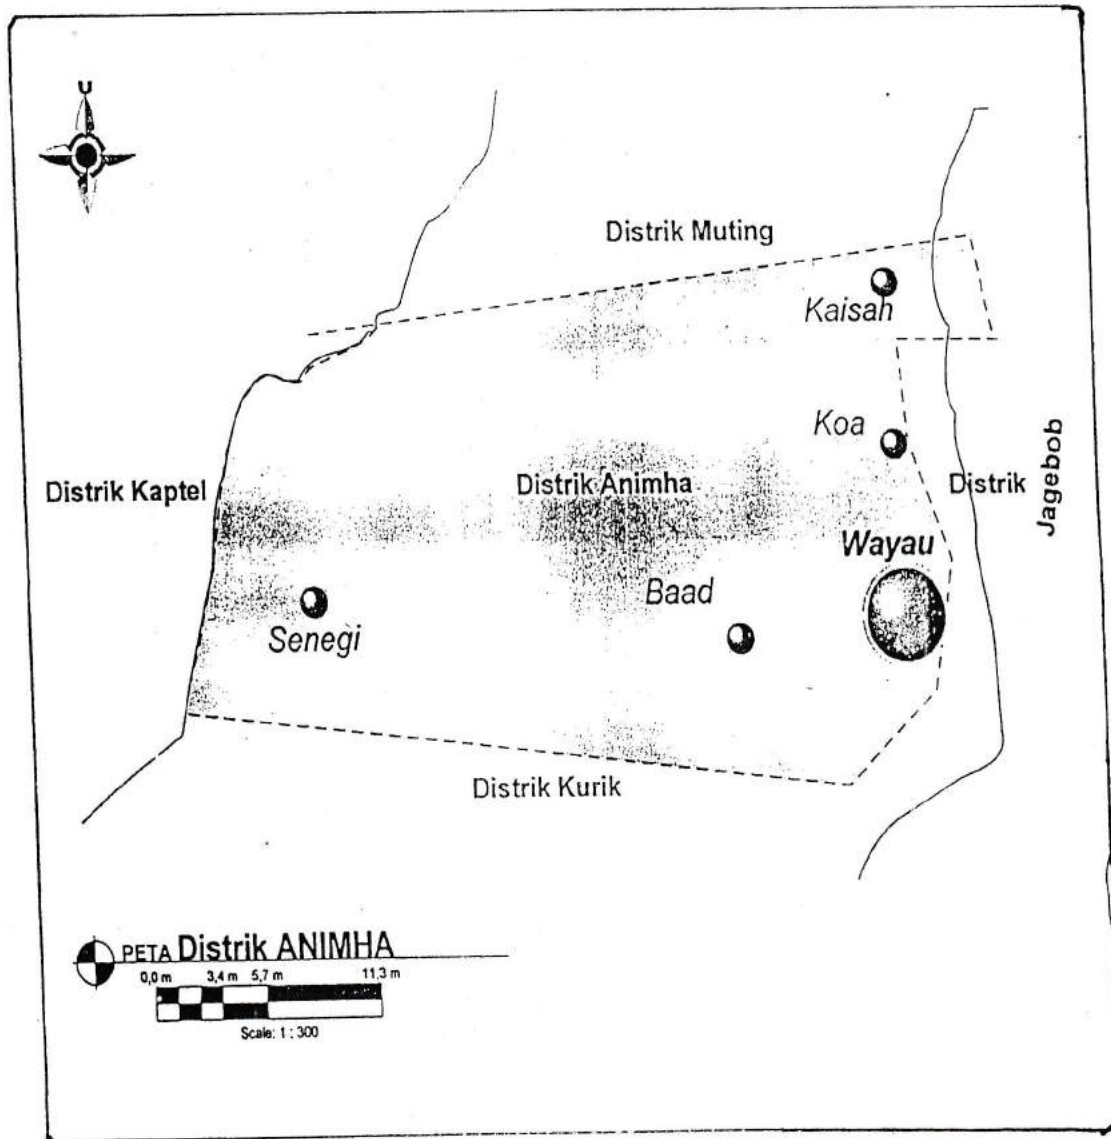 U
Distrik Muting
Kaisah
Koa
Distrik Kaptel
Distrik Animha
Distrik
Jagebob
Wayau
Baad
Senegi
Distrik Kurik
PETA Distrik ANIMHA
0,0 m 3,4 m 5,7 m 11,3 m
Scale: 1 : 300